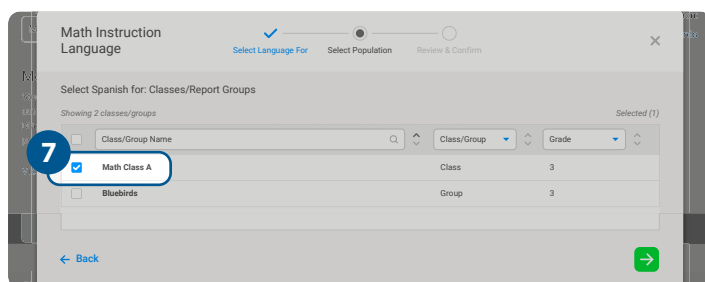 Math Instruction
Language
Select Language For
Select Population
Review & Confirm
Select Spanish for: Classes/Report Groups
Showing 2 classes/groups
Selected (1)
Class/Group Name
Class/Group
Grade
7
Math Class A
Class
3
Bluebirds
Group
3
Back